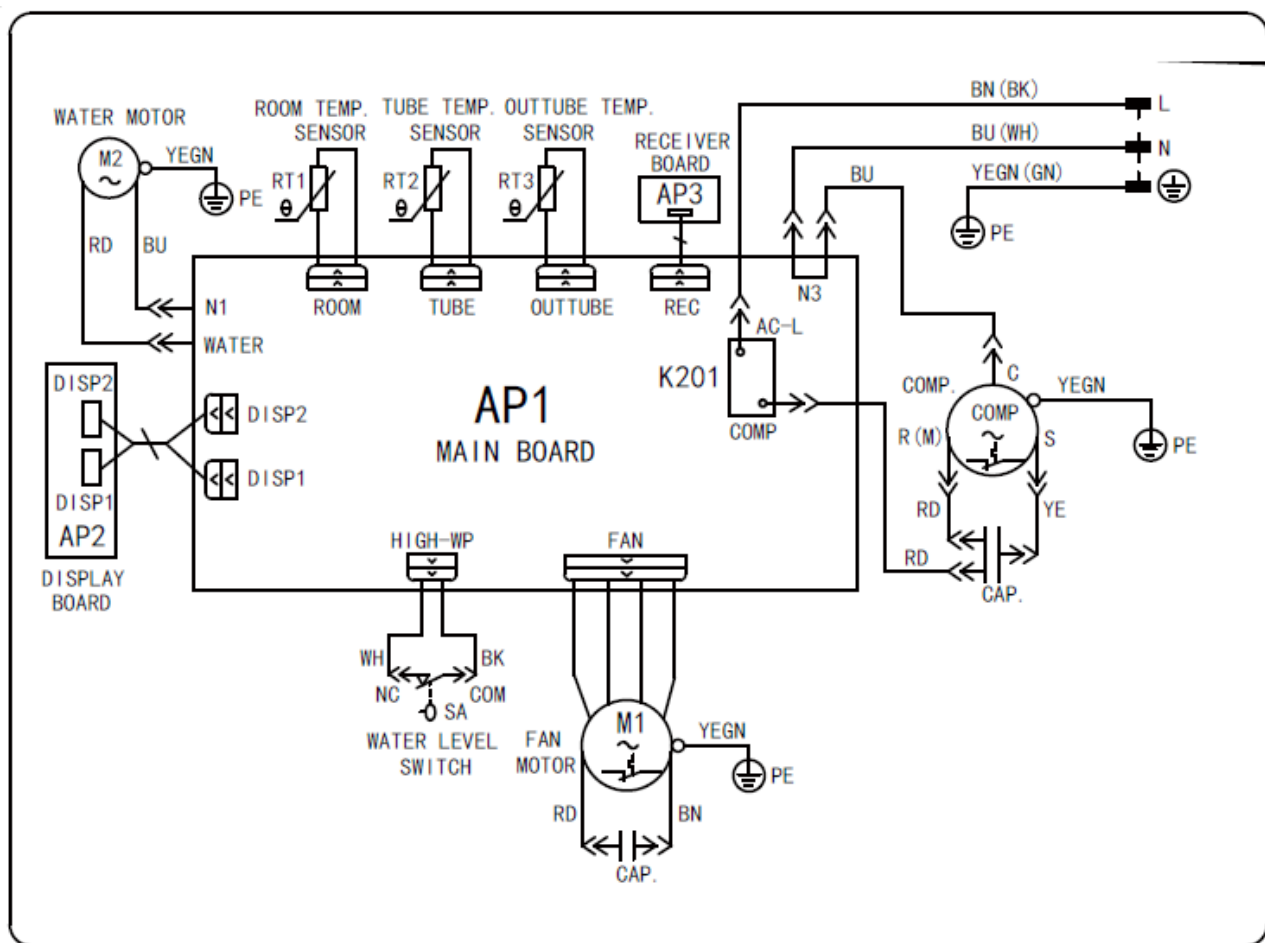 BN(BK)
L
BU(WH)
N
YEGN(GN)
PE
BU
WATER MOTOR
M2
YEGN
PE
RD
BU
ROOM TEMP.
SENSOR
TUBE TEMP.
SENSOR
OUTTUBE TEMP.
SENSOR
RECEIVER
BOARD
RT1
θ
RT2
θ
RT3
θ
AP3
N1
WATER
ROOM
TUBE
OUTTUBE
REC
N3
AC-L
K201
COMP
AP1
MAIN BOARD
DISP2
DISP1
AP2
DISPLAY
BOARD
DISP2
DISP1
COMP.
C
COMP
R(M)
S
YEGN
PE
RD
YE
RD
CAP.
HIGH-WP
FAN
WH
BK
NC
COM
SA
WATER LEVEL
SWITCH
FAN
MOTOR
M1
YEGN
PE
RD
BN
CAP.